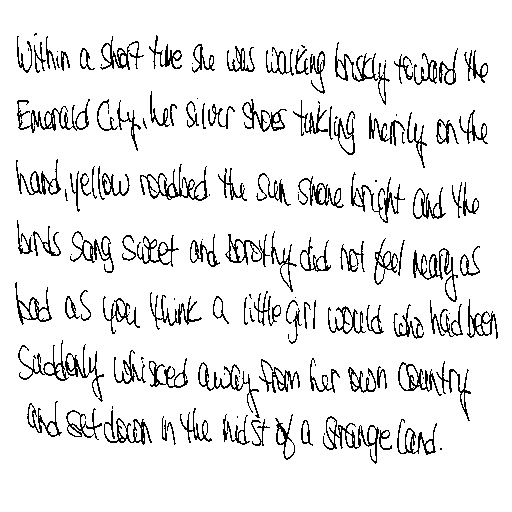 Within a short time she was walking briskly toward the
Emerald City, her silver shoes tinkling merrily on the
hard, yellow roadbed the sun shone bright and the
birds sang sweet and Dorothy did not feel nearly as
bad as you think a little girl would who had been
suddenly whisked away from her own country
and set down in the midst of a strange land.